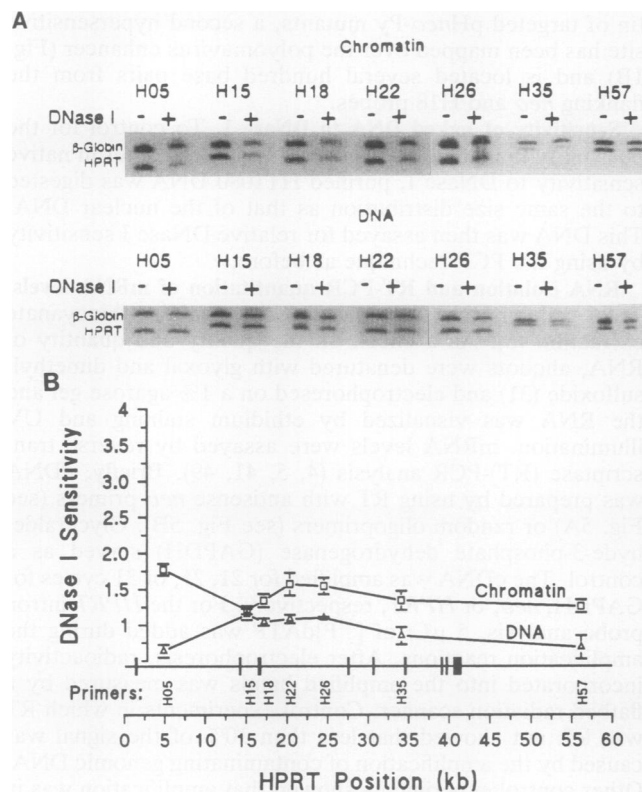 A
Chromatin
H05 H15 H18 H22 H26 H35 H57
DNase I - + - + - + - + - + - + - +
β-Globin
HPRT
DNA
H05 H15 H18 H22 H26 H35 H57
DNase I - + - + - + - + - + - + - +
β-Globin
HPRT
B
DNase I Sensitivity
4
3.5
3
2.5
2.0
1.5
1
0.5
Chromatin
DNA
Primers: H5 H15 H18 H22 H26 H35 H57
0 5 10 15 20 25 30 35 40 45 50 55 60
HPRT Position (kb)